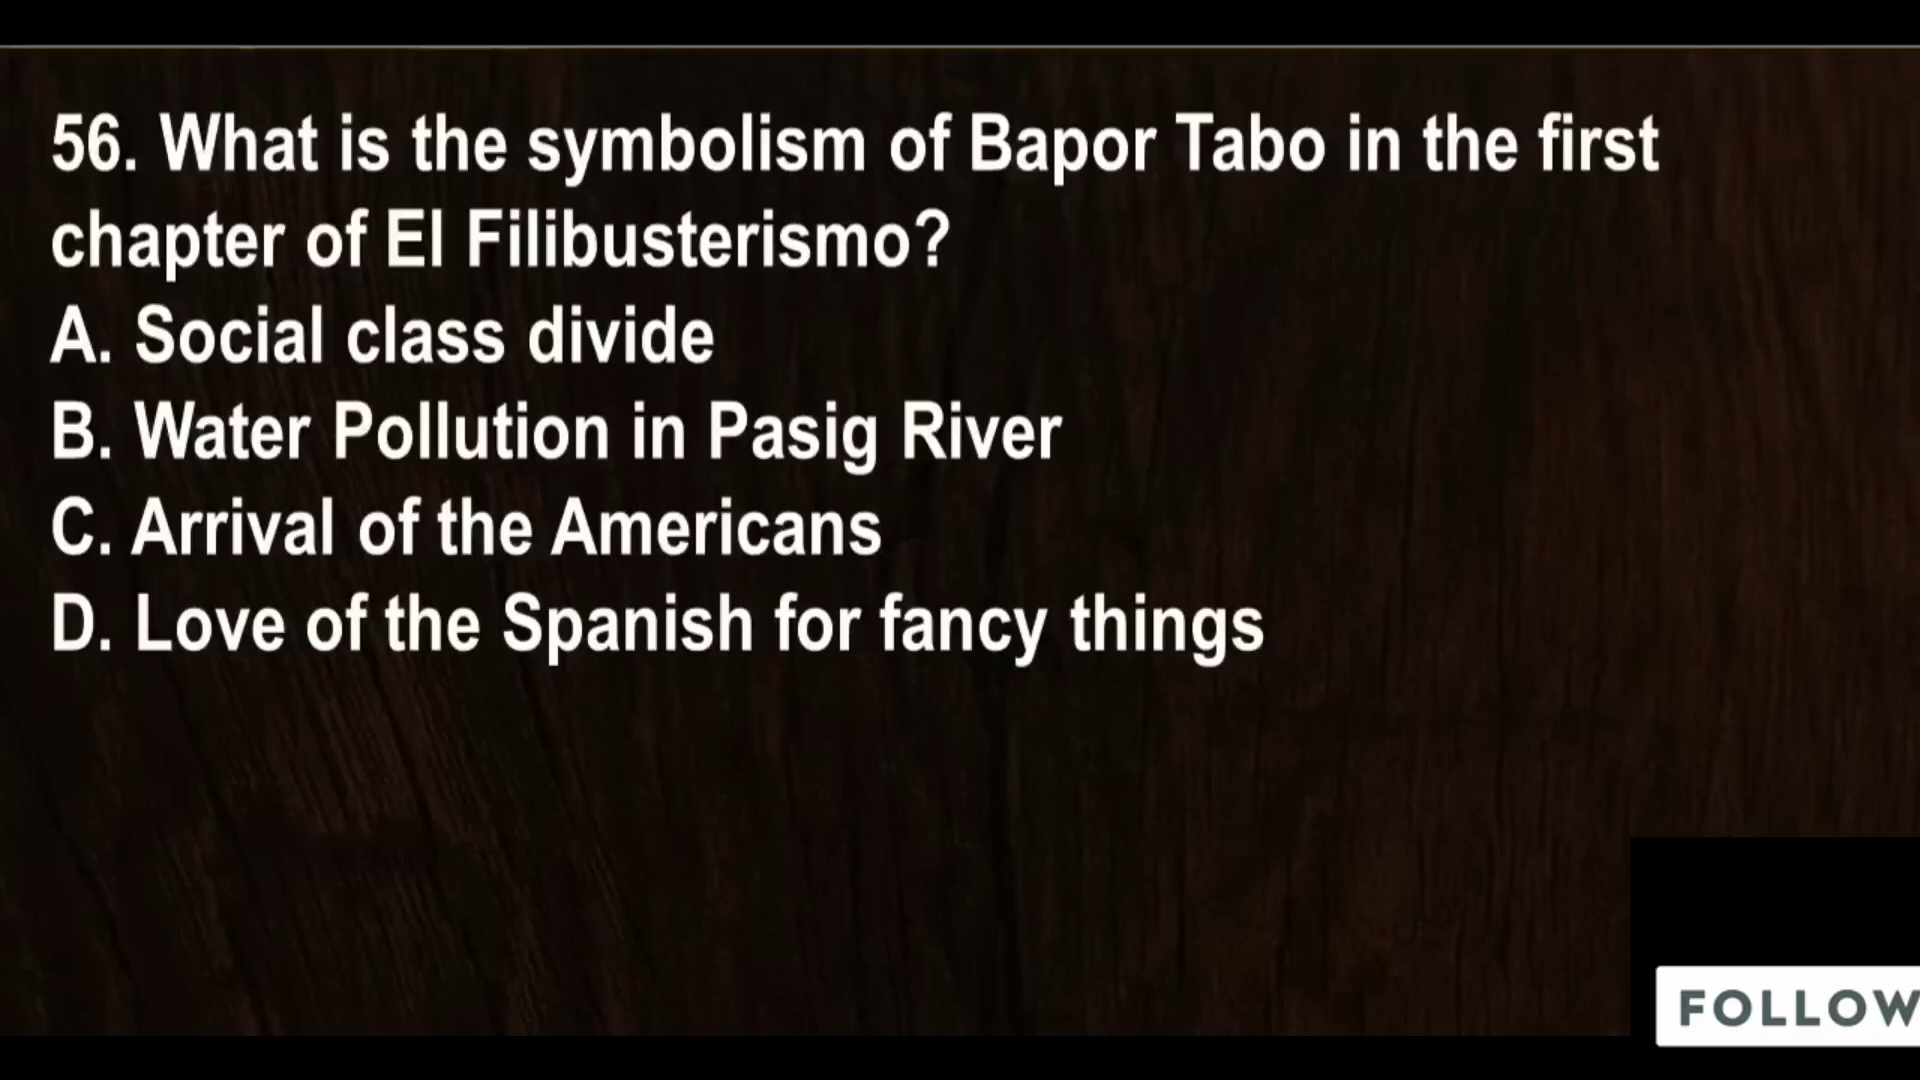 56. What is the symbolism of Bapor Tabo in the first
chapter of El Filibusterismo?
A. Social class divide
B. Water Pollution in Pasig River
C. Arrival of the Americans
D. Love of the Spanish for fancy things
FOLLOW